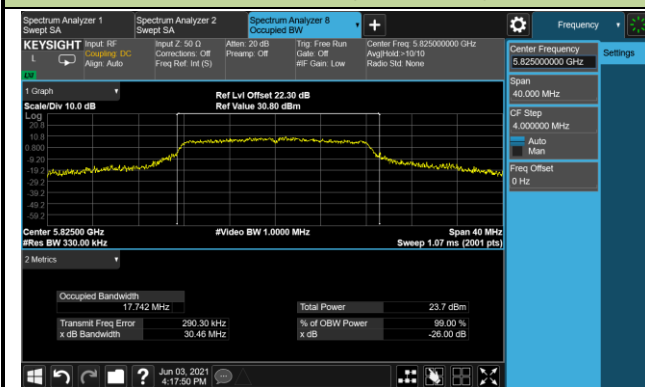 Spectrum Analyzer 1
Swept SA
Spectrum Analyzer 2
Swept SA
Spectrum Analyzer 8
Occupied BW
+
Frequency
KEYSIGHT
L
Input: RF
Coupling: DC
Align: Auto
Input Z: 50 Ω
Corrections: Off
Freq Ref: Int (S)
Atten: 20 dB
Preamp: Off
Trig: Free Run
Gate: Off
#IF Gain: Low
Center Freq: 5.825000000 GHz
Avg|Hold:>10/10
Radio Std: None
Center Frequency
5.825000000 GHz
Settings
Span
40.000 MHz
CF Step
4.000000 MHz
Auto
Man
Freq Offset
0 Hz
1 Graph
Scale/Div 10.0 dB
Ref Lvl Offset 22.30 dB
Ref Value 30.80 dBm
Log
20.8
10.8
0.800
-9.20
-19.2
-29.2
-39.2
-49.2
-59.2
Center 5.82500 GHz
#Res BW 330.00 kHz
#Video BW 1.0000 MHz
Span 40 MHz
Sweep 1.07 ms (2001 pts)
2 Metrics
Occupied Bandwidth
17.742 MHz
Total Power 23.7 dBm
Transmit Freq Error 290.30 kHz
% of OBW Power 99.00 %
x dB Bandwidth 30.46 MHz
x dB -26.00 dB
?
Jun 03, 2021
4:17:50 PM